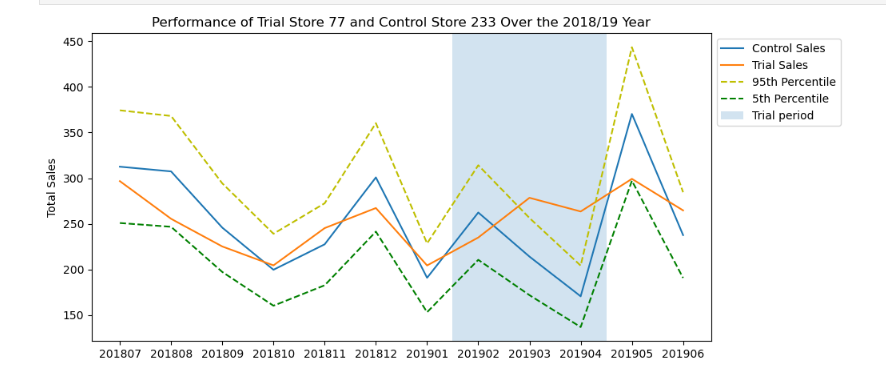 Performance of Trial Store 77 and Control Store 233 Over the 2018/19 Year
450
400
350
300
250
200
150
Total Sales
201807 201808 201809 201810 201811 201812 201901 201902 201903 201904 201905 201906
Control Sales
Trial Sales
95th Percentile
5th Percentile
Trial period